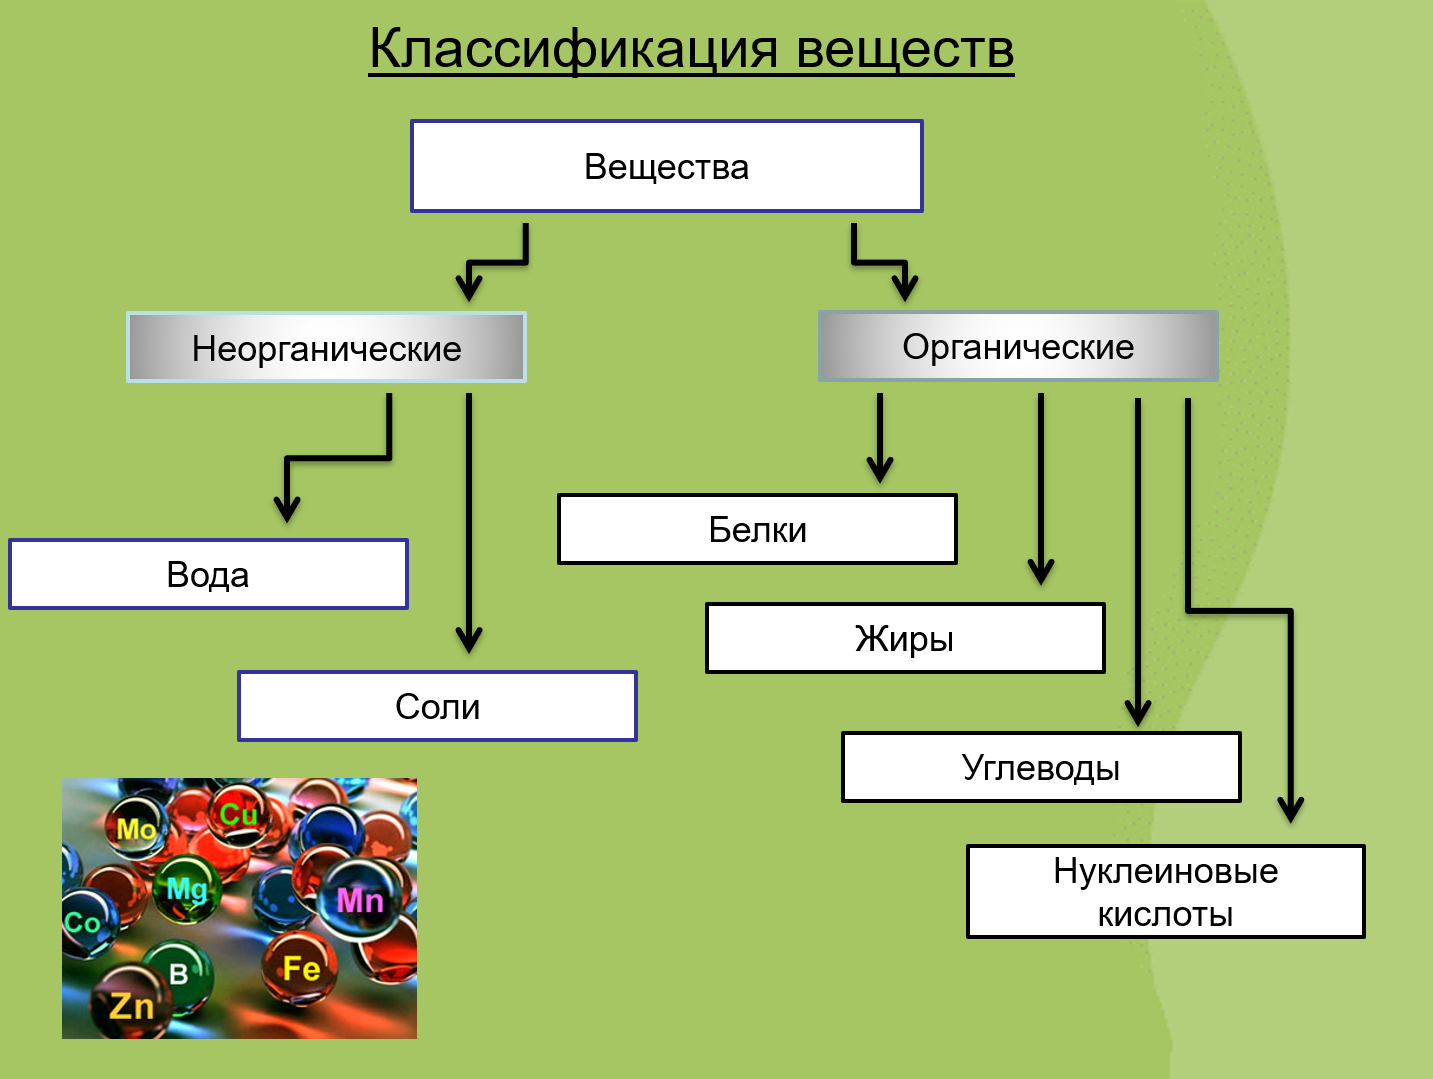 Классификация веществ
Вещества
Неорганические
Органические
Вода
Соли
Белки
Жиры
Углеводы
Нуклеиновые
кислоты
Mo
Cu
Mg
Mn
Co
B
Fe
Zn